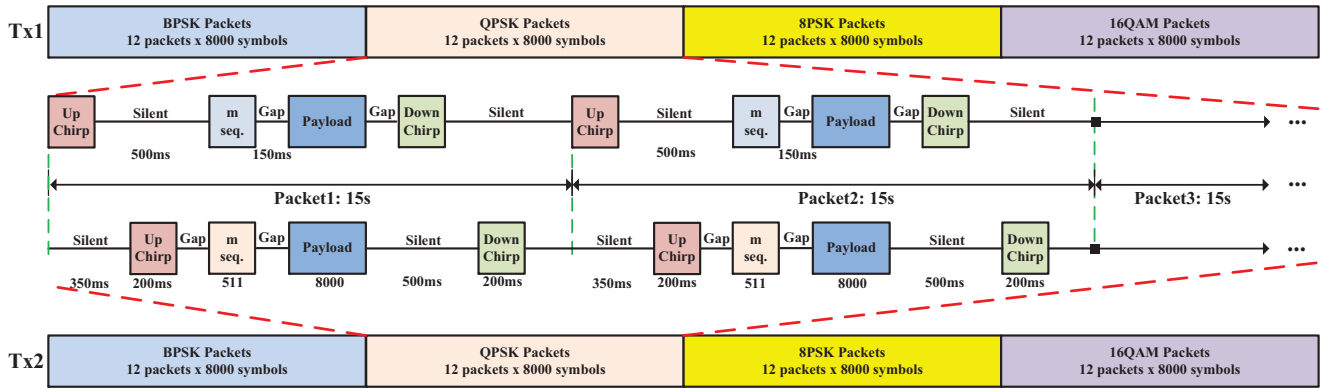 Tx1
BPSK Packets
12 packets x 8000 symbols
QPSK Packets
12 packets x 8000 symbols
8PSK Packets
12 packets x 8000 symbols
16QAM Packets
12 packets x 8000 symbols
Up Chirp Silent m seq. Gap Payload Gap Down Chirp Silent Up Chirp Silent m seq. Gap Payload Gap Down Chirp Silent ...
500ms 150ms 500ms 150ms
Packet1: 15s Packet2: 15s Packet3: 15s ...
Silent Up Chirp Gap m seq. Gap Payload Silent Down Chirp Silent Up Chirp Gap m seq. Gap Payload Silent Down Chirp ...
350ms 200ms 511 8000 500ms 200ms 350ms 200ms 511 8000 500ms 200ms
Tx2
BPSK Packets
12 packets x 8000 symbols
QPSK Packets
12 packets x 8000 symbols
8PSK Packets
12 packets x 8000 symbols
16QAM Packets
12 packets x 8000 symbols